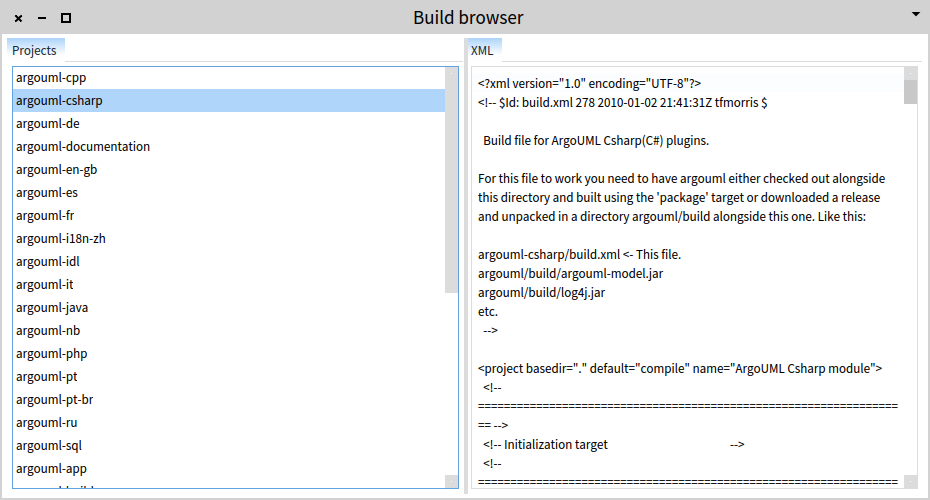 Build browser
Projects
argouml-cpp
argouml-csharp
argouml-de
argouml-documentation
argouml-en-gb
argouml-es
argouml-fr
argouml-i18n-zh
argouml-idl
argouml-it
argouml-java
argouml-nb
argouml-php
argouml-pt
argouml-pt-br
argouml-ru
argouml-sql
argouml-app
XML
<?xml version="1.0" encoding="UTF-8"?>
<!-- $Id: build.xml 278 2010-01-02 21:41:31Z tfmorris $
Build file for ArgoUML Csharp(C#) plugins.
For this file to work you need to have argouml either checked out alongside
this directory and built using the 'package' target or downloaded a release
and unpacked in a directory argouml/build alongside this one. Like this:
argouml-csharp/build.xml <- This file.
argouml/build/argouml-model.jar
argouml/build/log4j.jar
etc.
-->
<project basedir="." default="compile" name="ArgoUML Csharp module">
<!--
=================================================================
== -->
<!-- Initialization target -->
<!--
=================================================================